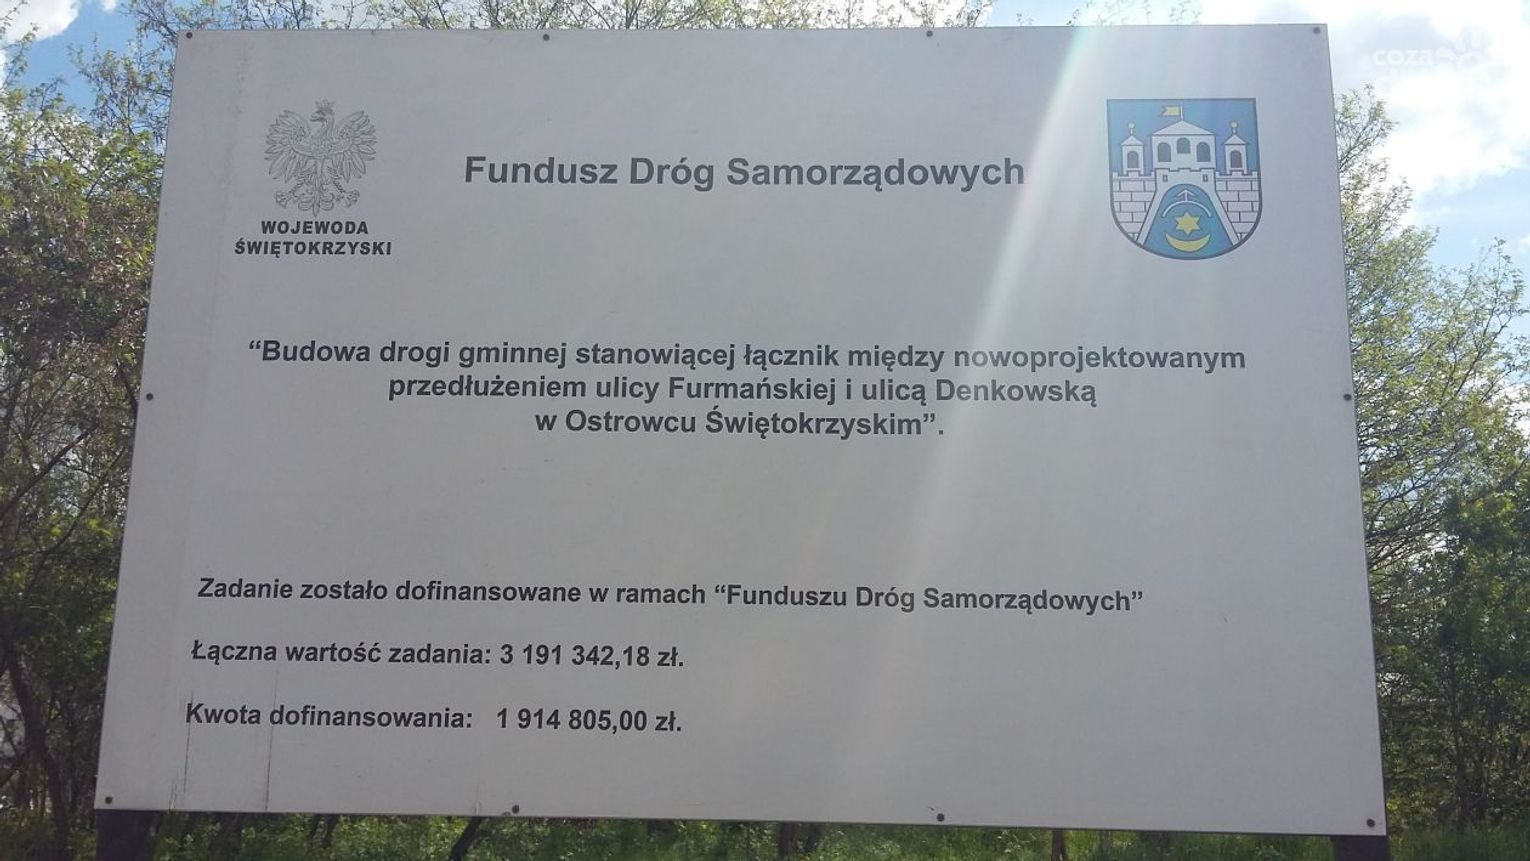 coza
Fundusz Dróg Samorządowych
WOJEWODA
ŚWIĘTOKRZYSKI
“Budowa drogi gminnej stanowiącej łącznik między nowoprojektowanym
przedłużeniem ulicy Furmańskiej i ulicą Denkowską
w Ostrowcu Świętokrzyskim”.
Zadanie zostało dofinansowane w ramach “Funduszu Dróg Samorządowych”
Łączna wartość zadania: 3 191 342,18 zł.
Kwota dofinansowania: 1 914 805,00 zł.